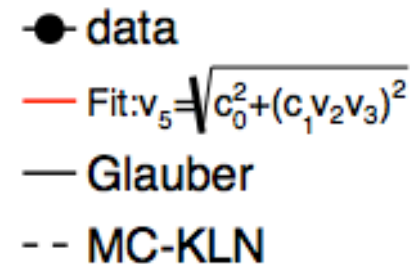 data
Fit:v₅=√c₀²+(c₁v₂v₃)²
Glauber
MC-KLN